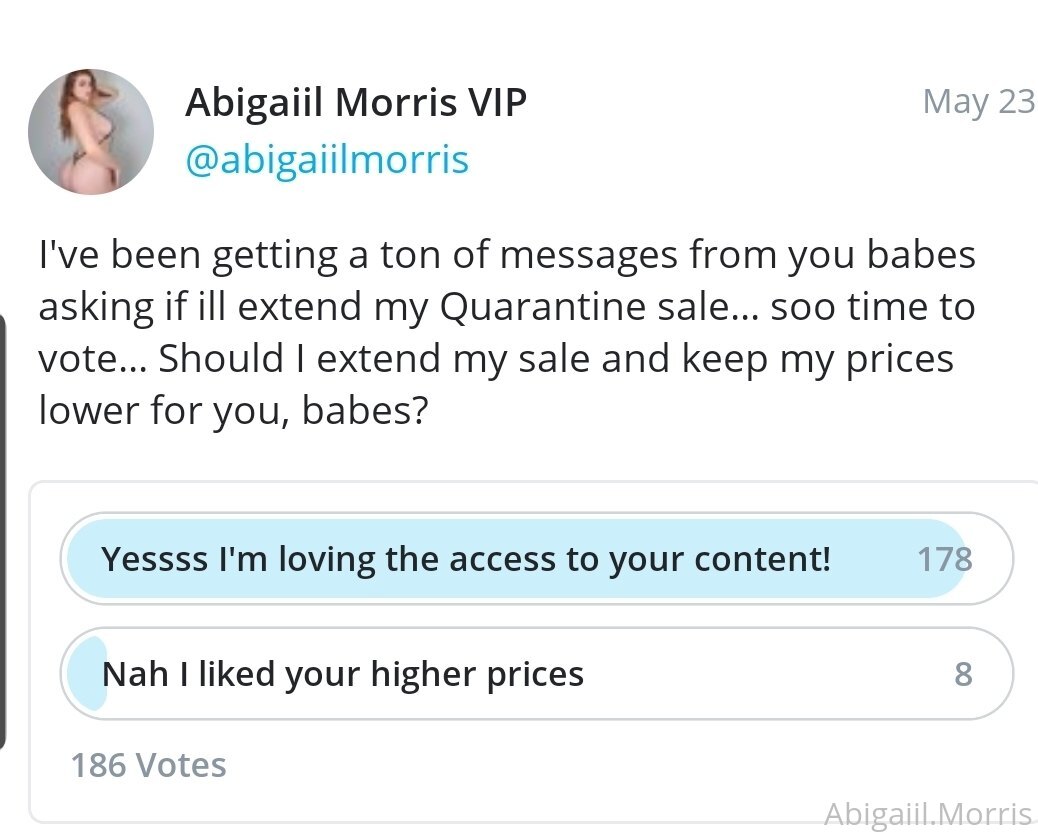 Abigaiil Morris VIP
May 23
@abigaiilmorris
I've been getting a ton of messages from you babes
asking if ill extend my Quarantine sale... soo time to
vote... Should I extend my sale and keep my prices
lower for you, babes?
Yessss I'm loving the access to your content! 178
Nah I liked your higher prices 8
186 Votes
Abigaiil.Morris